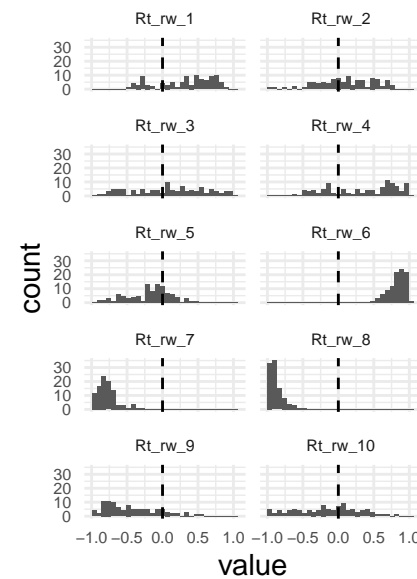 Rt_rw_1 Rt_rw_2
30
20
10
0
Rt_rw_3 Rt_rw_4
30
20
10
0
Rt_rw_5 Rt_rw_6
30
20
10
0
Rt_rw_7 Rt_rw_8
30
20
10
0
Rt_rw_9 Rt_rw_10
30
20
10
0
count
−1.0 −0.5 0.0 0.5 1.0 −1.0 −0.5 0.0 0.5 1.0
value